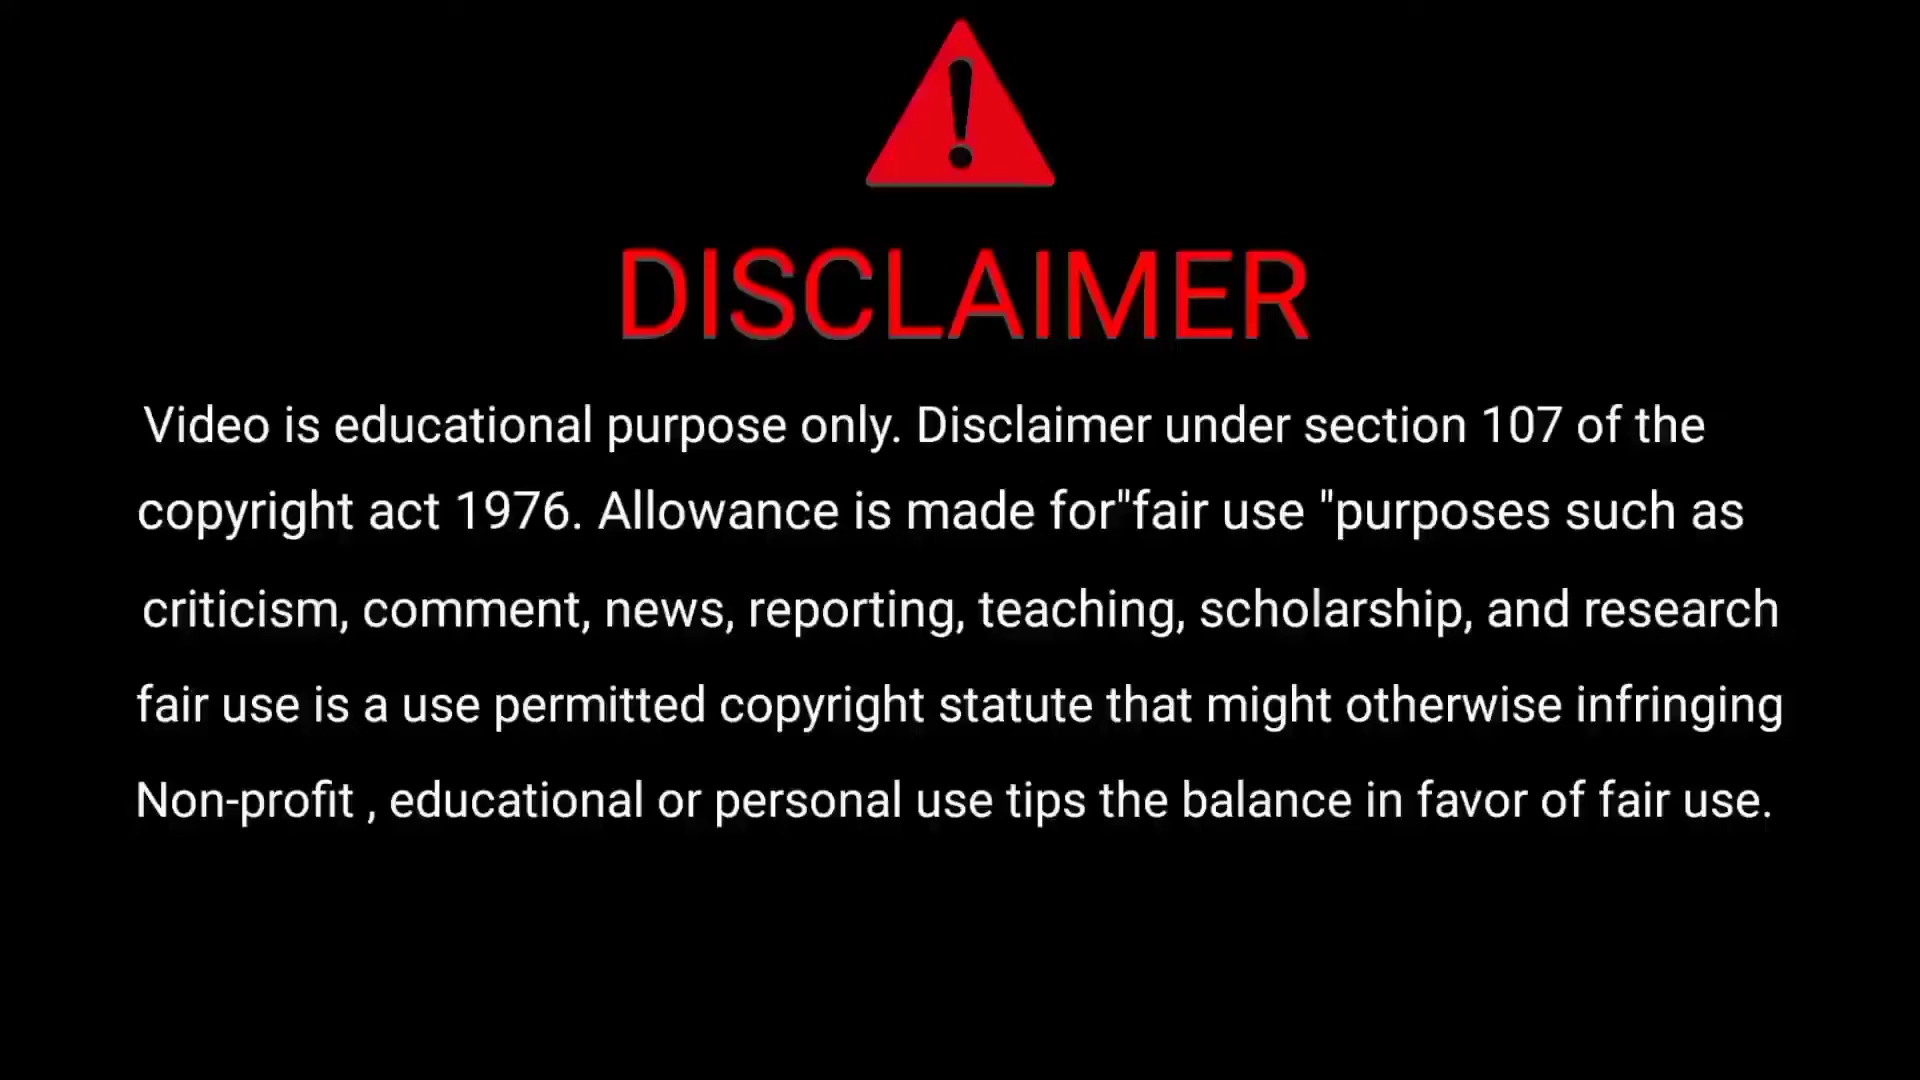 DISCLAIMER
Video is educational purpose only. Disclaimer under section 107 of the
copyright act 1976. Allowance is made for"fair use "purposes such as
criticism, comment, news, reporting, teaching, scholarship, and research
fair use is a use permitted copyright statute that might otherwise infringing
Non-profit , educational or personal use tips the balance in favor of fair use.